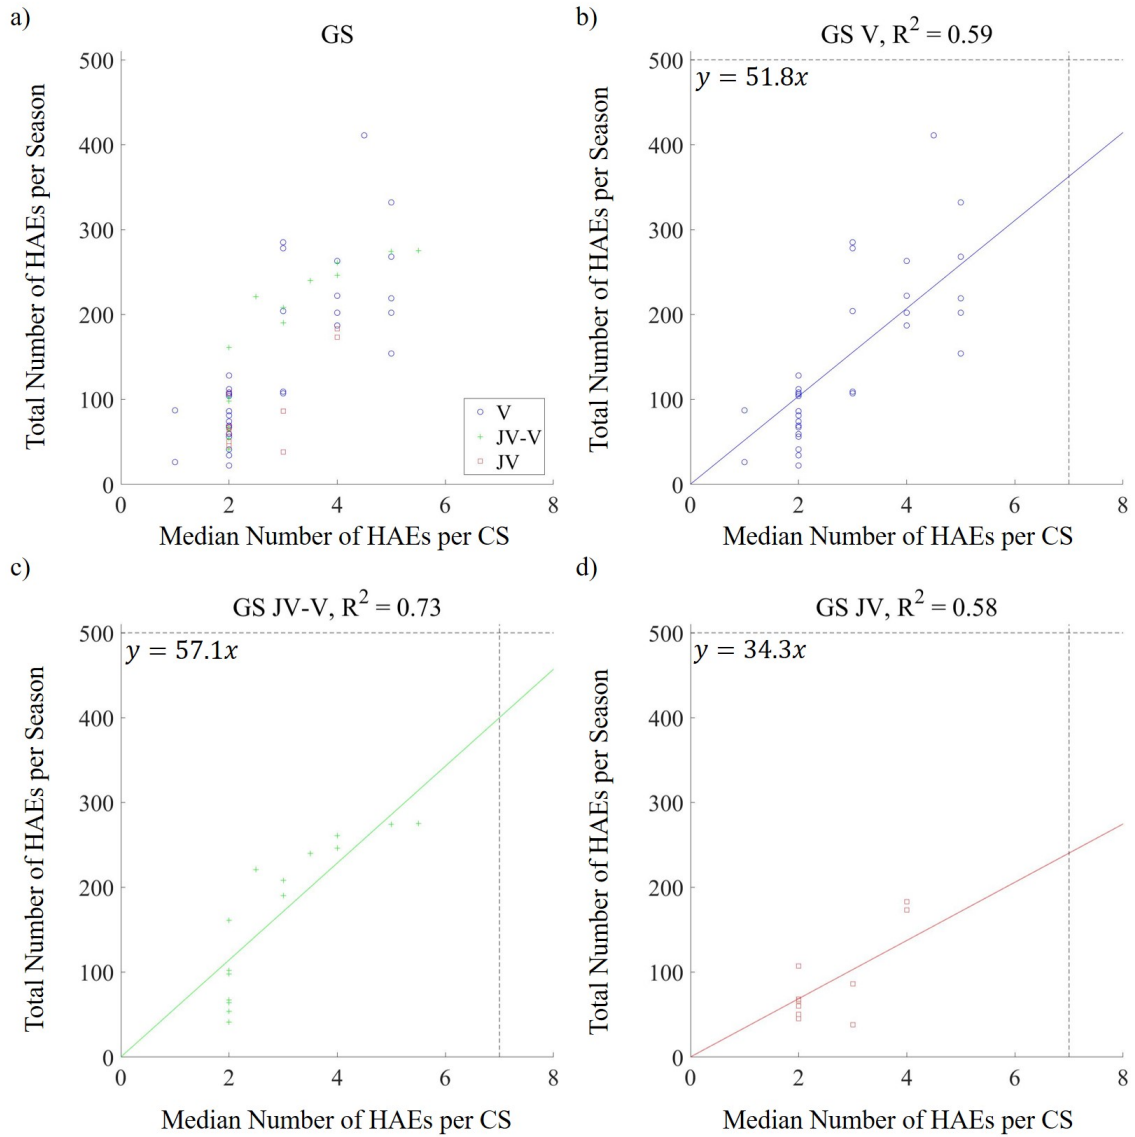 a)
GS
500
400
300
200
100
0
0 2 4 6 8
Total Number of HAEs per Season
Median Number of HAEs per CS
V
JV-V
JV
b)
GS V, R² = 0.59
y = 51.8x
500
400
300
200
100
0
0 2 4 6 8
Total Number of HAEs per Season
Median Number of HAEs per CS
c)
GS JV-V, R² = 0.73
y = 57.1x
500
400
300
200
100
0
0 2 4 6 8
Total Number of HAEs per Season
Median Number of HAEs per CS
d)
GS JV, R² = 0.58
y = 34.3x
500
400
300
200
100
0
0 2 4 6 8
Total Number of HAEs per Season
Median Number of HAEs per CS